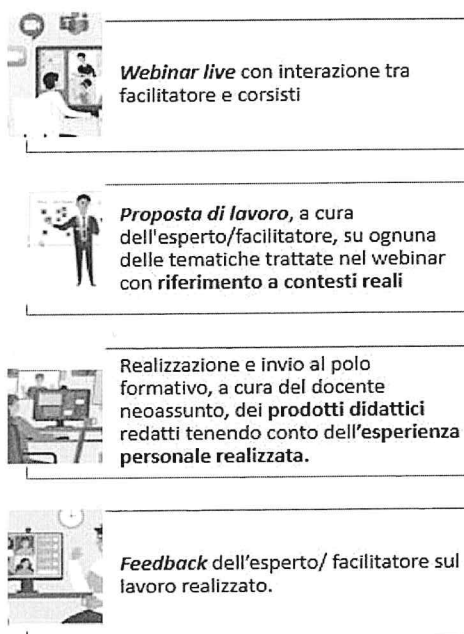 Webinar live con interazione tra
facilitatore e corsisti
Proposta di lavoro, a cura
dell'esperto/facilitatore, su ognuna
delle tematiche trattate nel webinar
con riferimento a contesti reali
Realizzazione e invio al polo
formativo, a cura del docente
neoassunto, dei prodotti didattici
redatti tenendo conto dell'esperienza
personale realizzata.
Feedback dell'esperto/ facilitatore sul
lavoro realizzato.